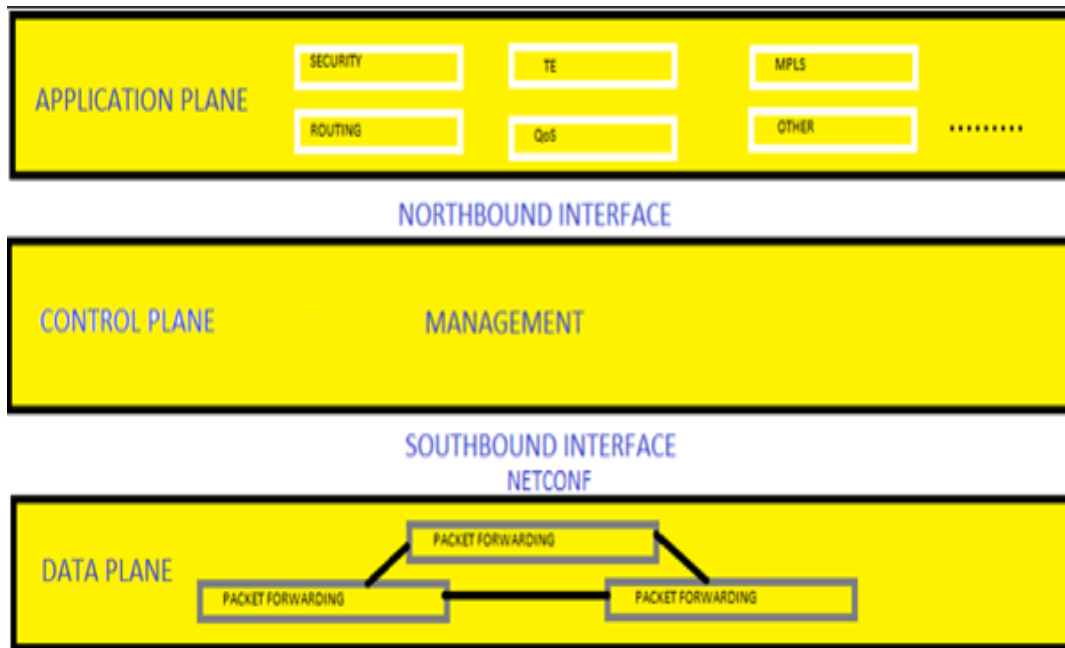 APPLICATION PLANE
SECURITY
TE
MPLS
ROUTING
QoS
OTHER
.........
NORTHBOUND INTERFACE
CONTROL PLANE
MANAGEMENT
SOUTHBOUND INTERFACE
NETCONF
DATA PLANE
PACKET FORWARDING
PACKET FORWARDING
PACKET FORWARDING